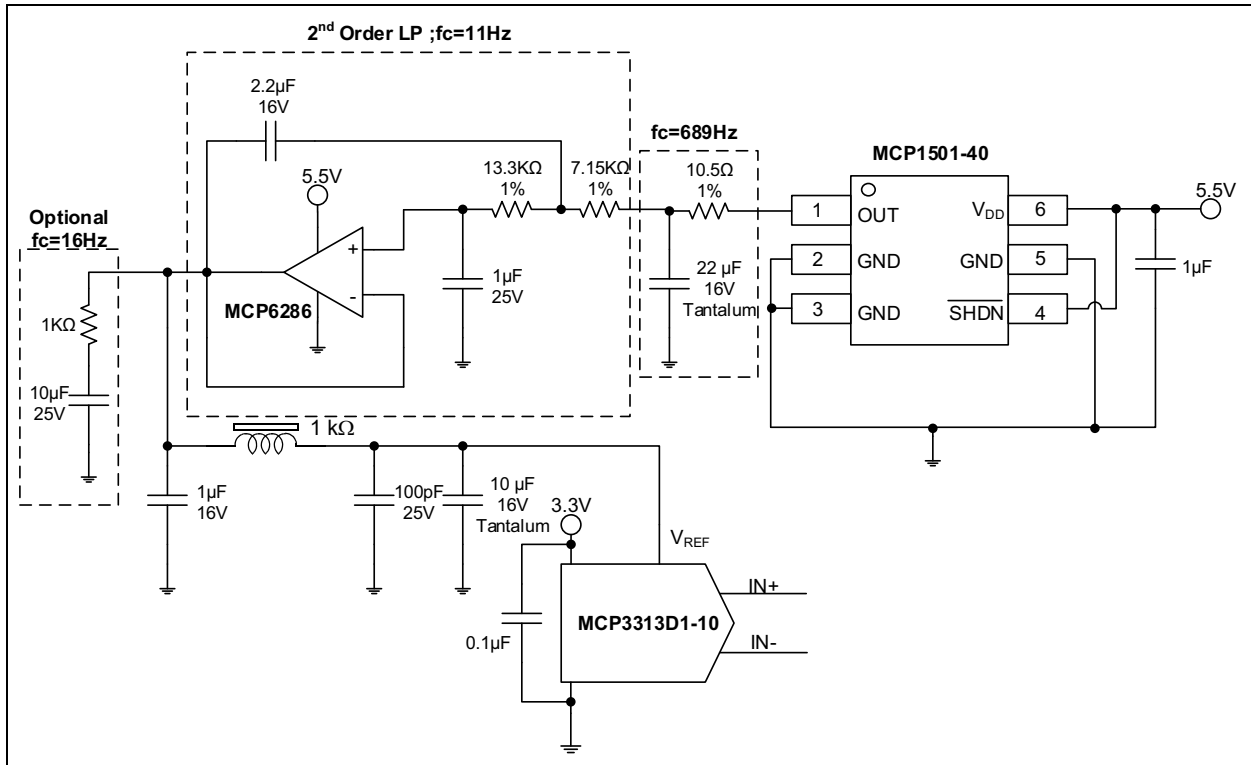 2nd Order LP ;fc=11Hz
2.2µF
16V
fc=689Hz
MCP1501-40
13.3KΩ
1%
7.15KΩ
1%
10.5Ω
1%
5.5V
5.5V
Optional
fc=16Hz
1
OUT
VDD
6
+
-
MCP6286
1µF
25V
22 µF
16V
Tantalum
2
GND
GND
5
1µF
3
GND
SHDN
4
1KΩ
10µF
25V
1 kΩ
1µF
16V
100pF
25V
10 µF
16V
Tantalum
3.3V
VREF
IN+
MCP3313D1-10
0.1µF
IN-